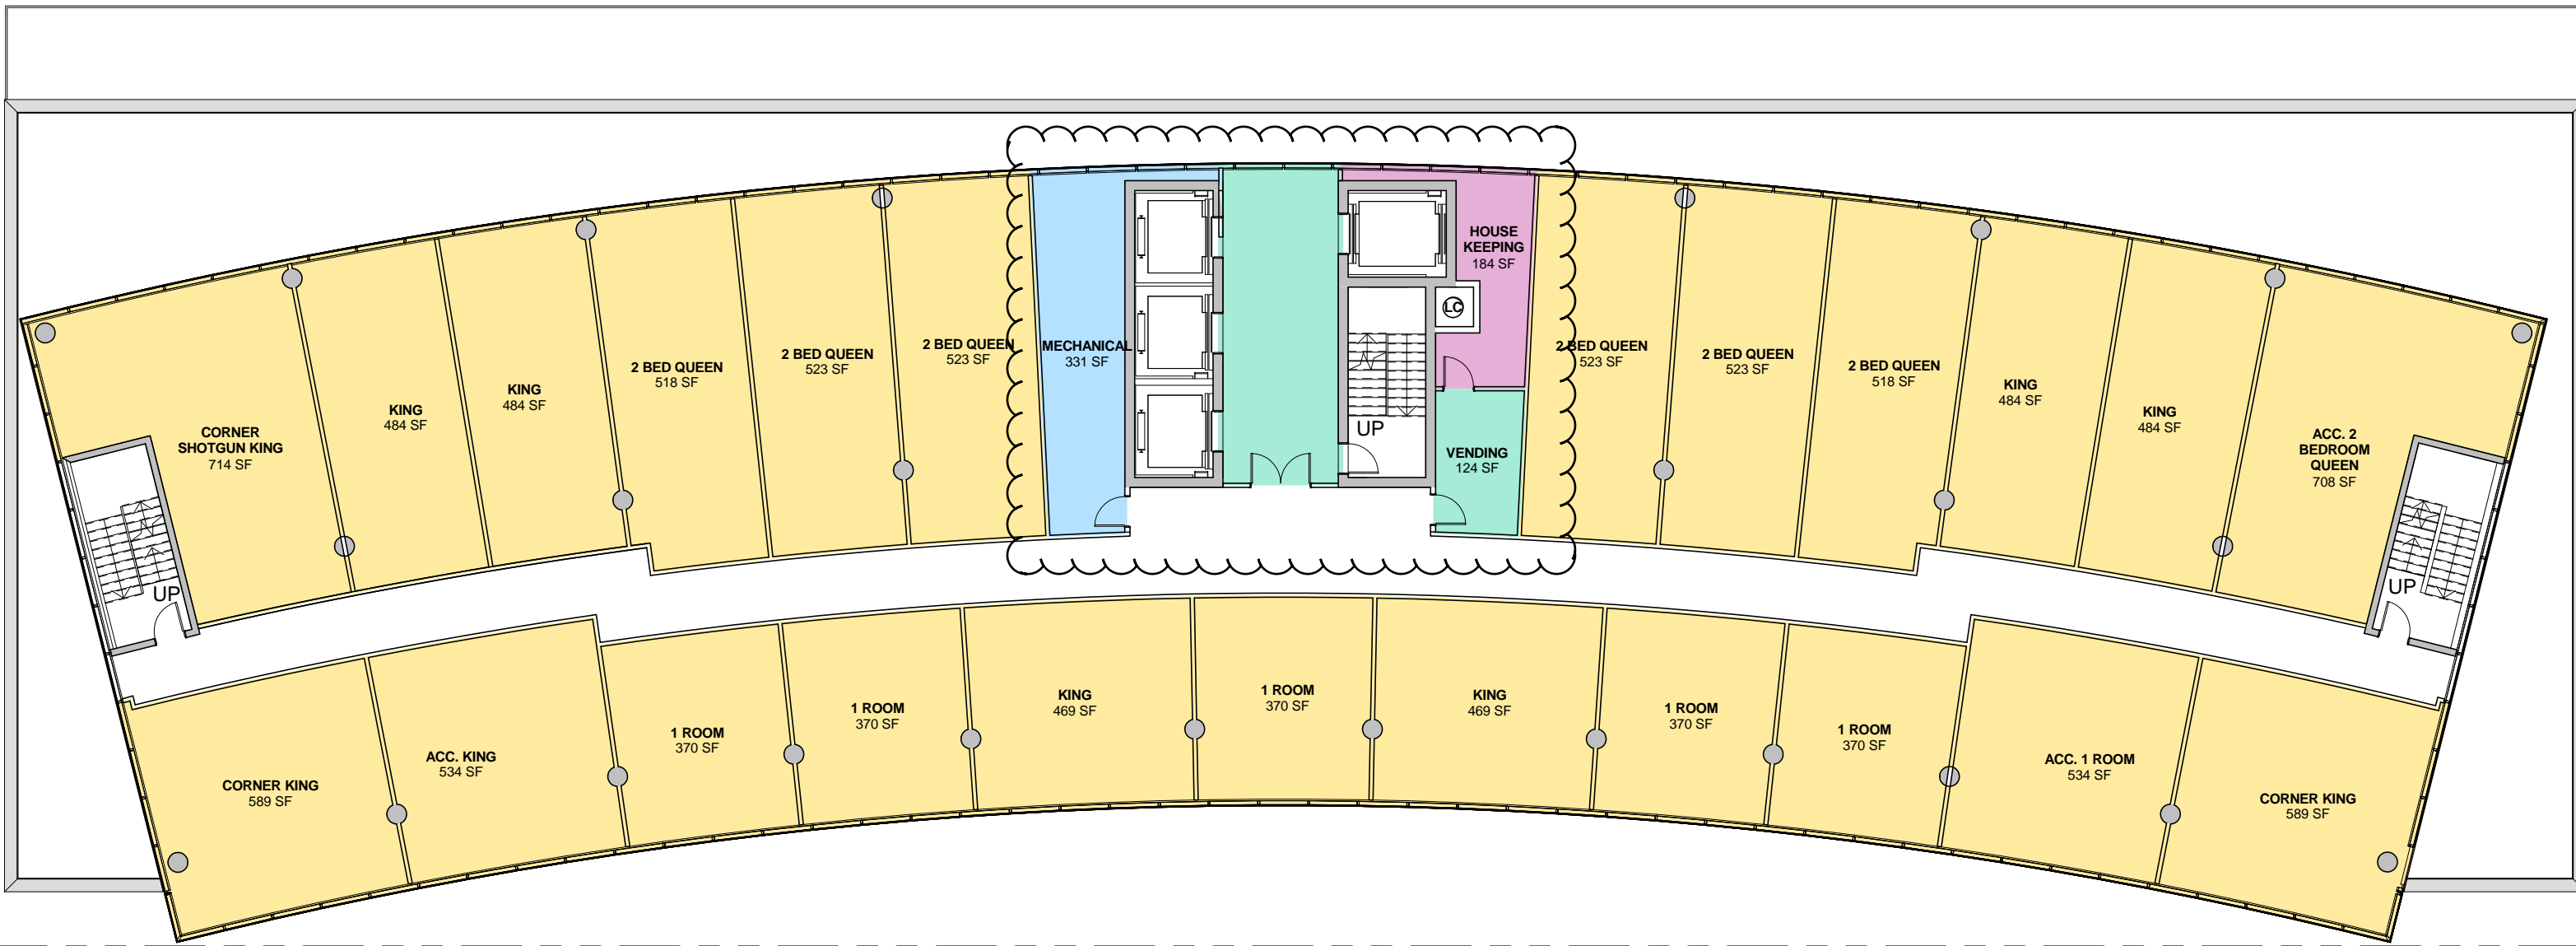 CORNER
SHOTGUN KING
714 SF
KING
484 SF
KING
484 SF
2 BED QUEEN
518 SF
2 BED QUEEN
523 SF
2 BED QUEEN
523 SF
MECHANICAL
331 SF
HOUSE
KEEPING
184 SF
LC
UP
VENDING
124 SF
2 BED QUEEN
523 SF
2 BED QUEEN
523 SF
2 BED QUEEN
518 SF
KING
484 SF
KING
484 SF
ACC. 2
BEDROOM
QUEEN
708 SF
UP
UP
CORNER KING
589 SF
ACC. KING
534 SF
1 ROOM
370 SF
1 ROOM
370 SF
KING
469 SF
1 ROOM
370 SF
KING
469 SF
1 ROOM
370 SF
1 ROOM
370 SF
ACC. 1 ROOM
534 SF
CORNER KING
589 SF